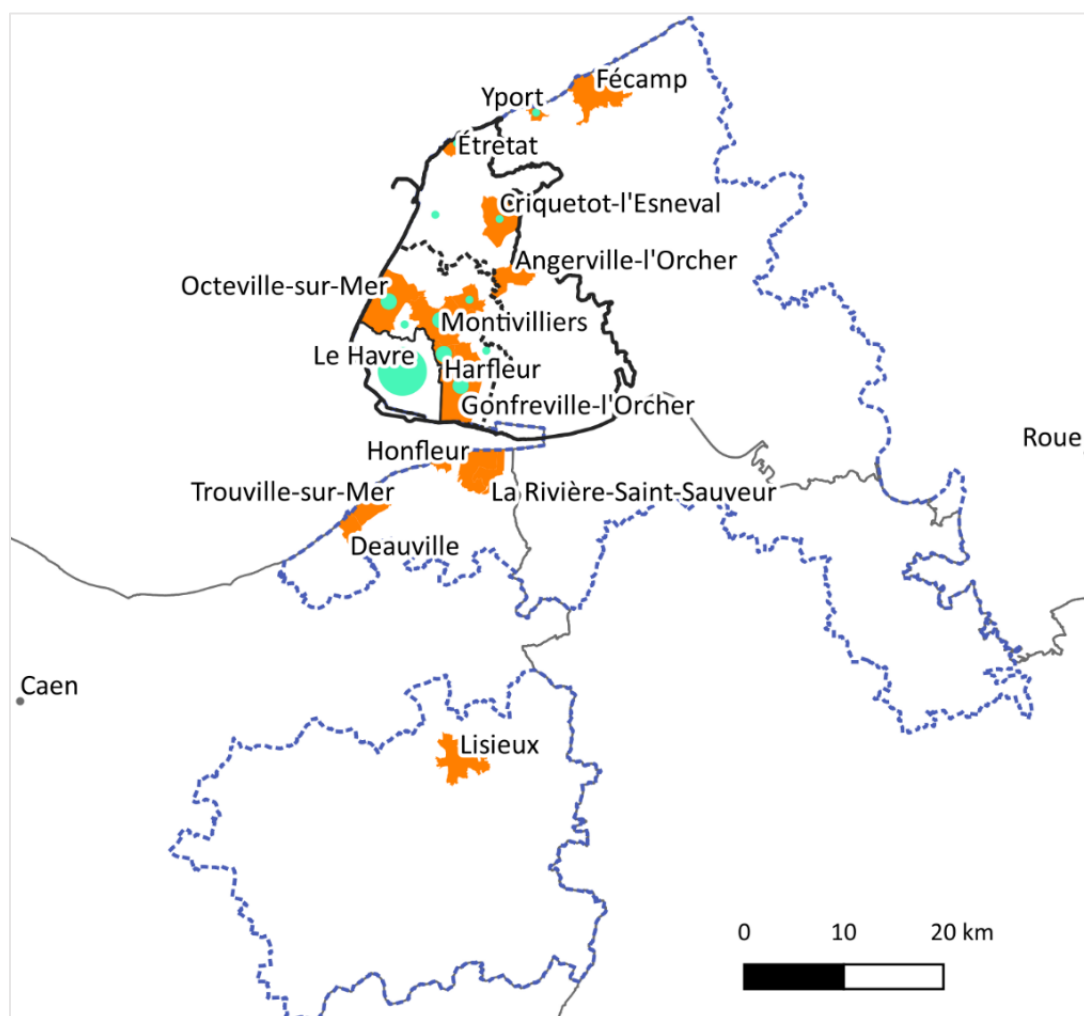 Fécamp
Yport
Étretat
Criquetot-l'Esneval
Angerville-l'Orcher
Octeville-sur-Mer
Montivilliers
Le Havre
Harfleur
Gonfreville-l'Orcher
Roue
Honfleur
Trouville-sur-Mer
La Rivière-Saint-Sauveur
Deauville
Caen
Lisieux
0 10 20 km